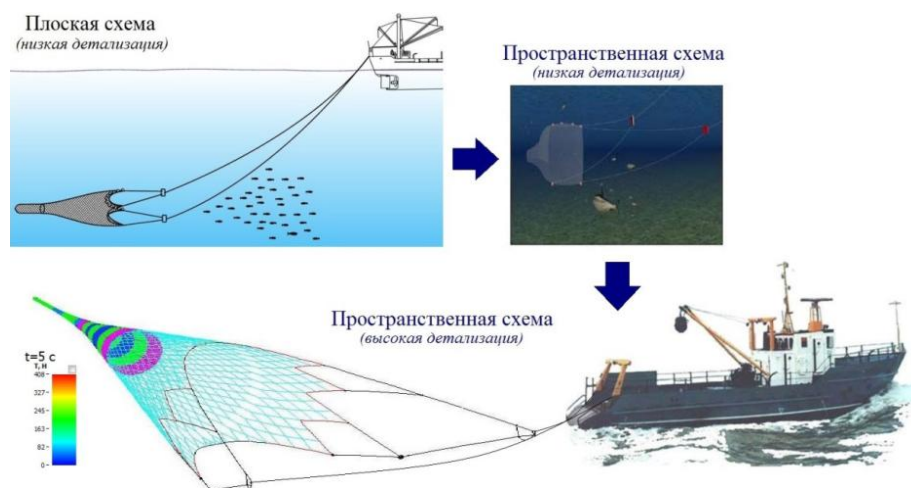 Плоская схема
(низкая детализация)
Пространственная схема
(низкая детализация)
Пространственная схема
(высокая детализация)
t=5 c
T, H
408
327
245
163
82
0